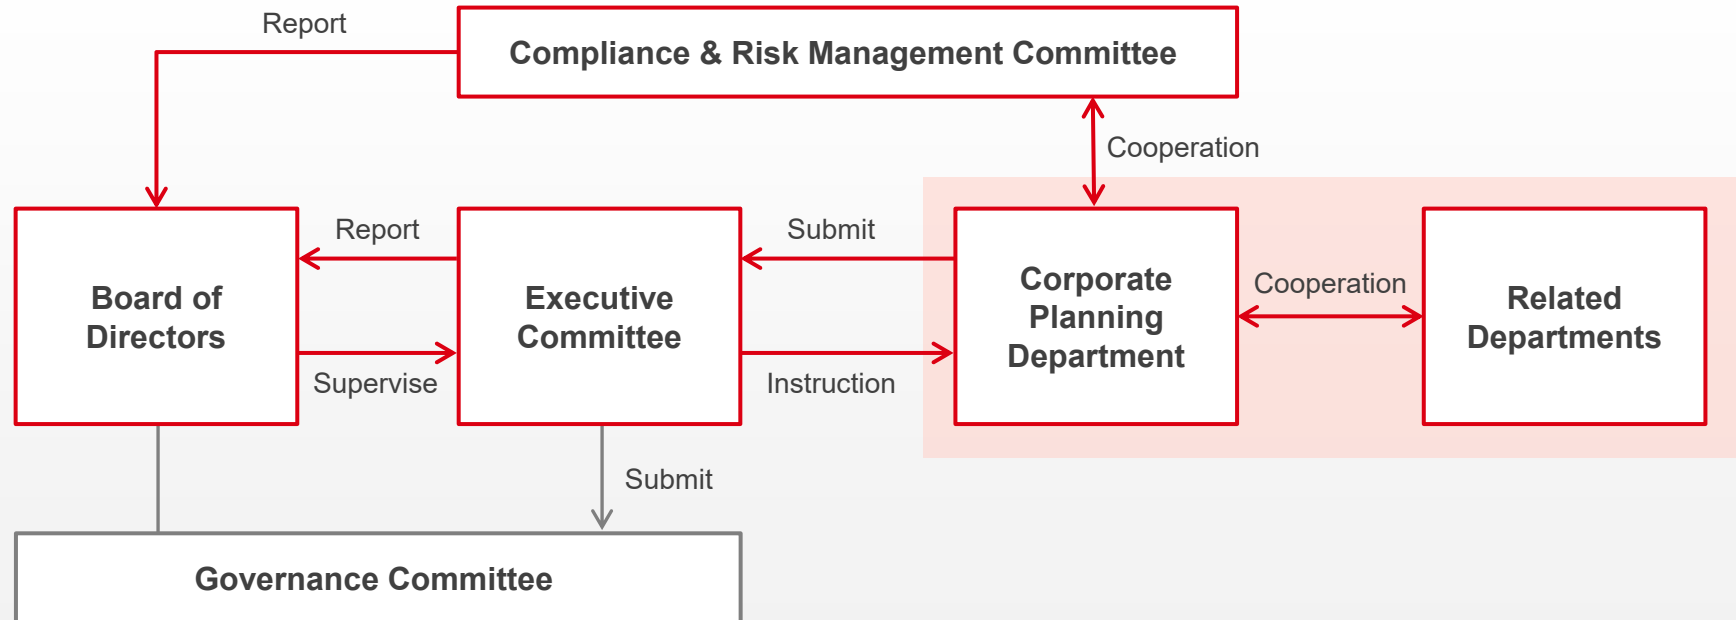 Report
Compliance & Risk Management Committee
Cooperation
Report
Submit
Board of
Directors
Executive
Committee
Corporate
Planning
Department
Cooperation
Related
Departments
Supervise
Instruction
Submit
Governance Committee